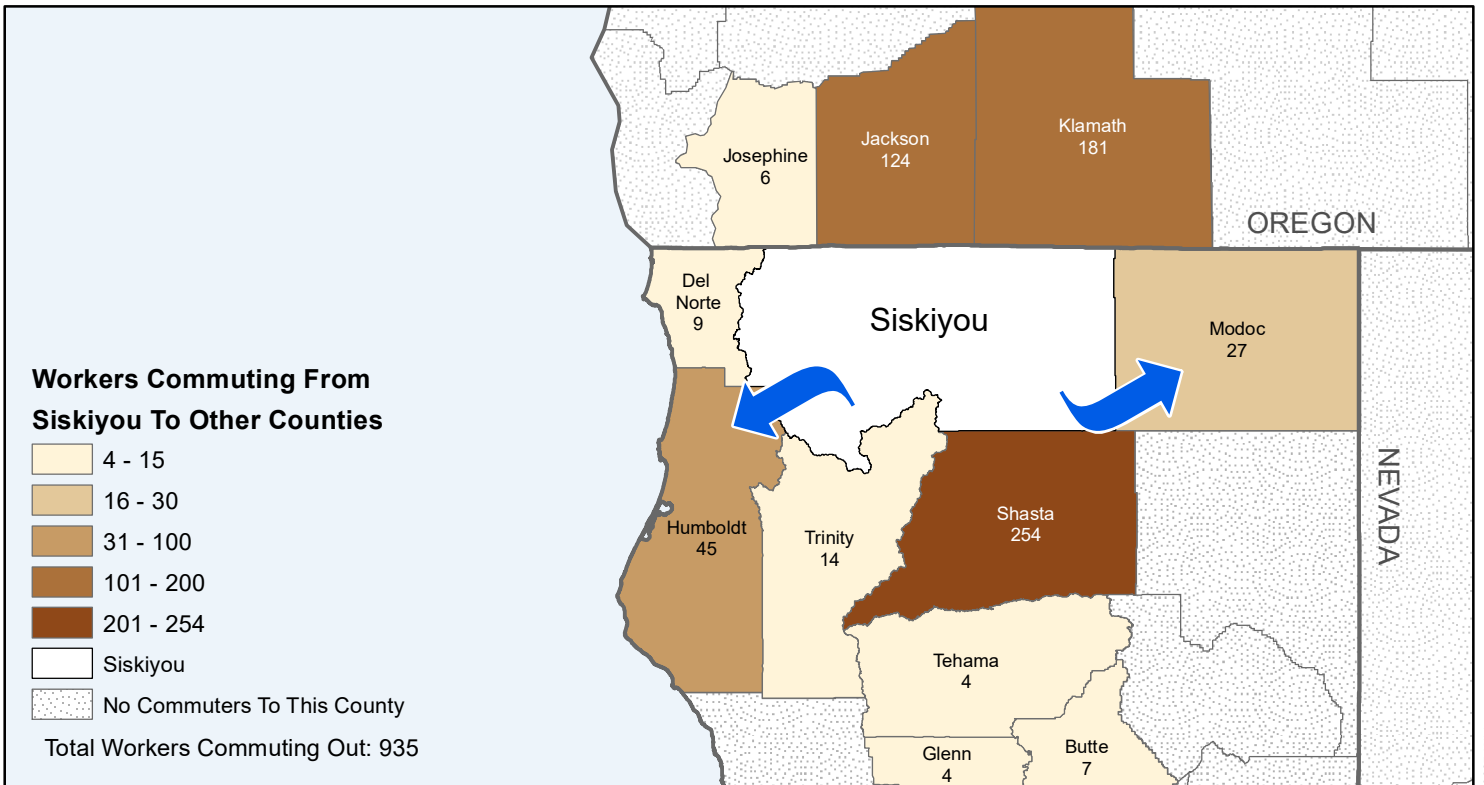 Klamath
181
Jackson
124
Josephine
6
OREGON
Del
Norte
9
Siskiyou
Modoc
27
Workers Commuting From
Siskiyou To Other Counties
4 - 15
16 - 30
31 - 100
101 - 200
201 - 254
Siskiyou
No Commuters To This County
Total Workers Commuting Out: 935
NEVADA
Shasta
254
Humboldt
45
Trinity
14
Tehama
4
Glenn
4
Butte
7